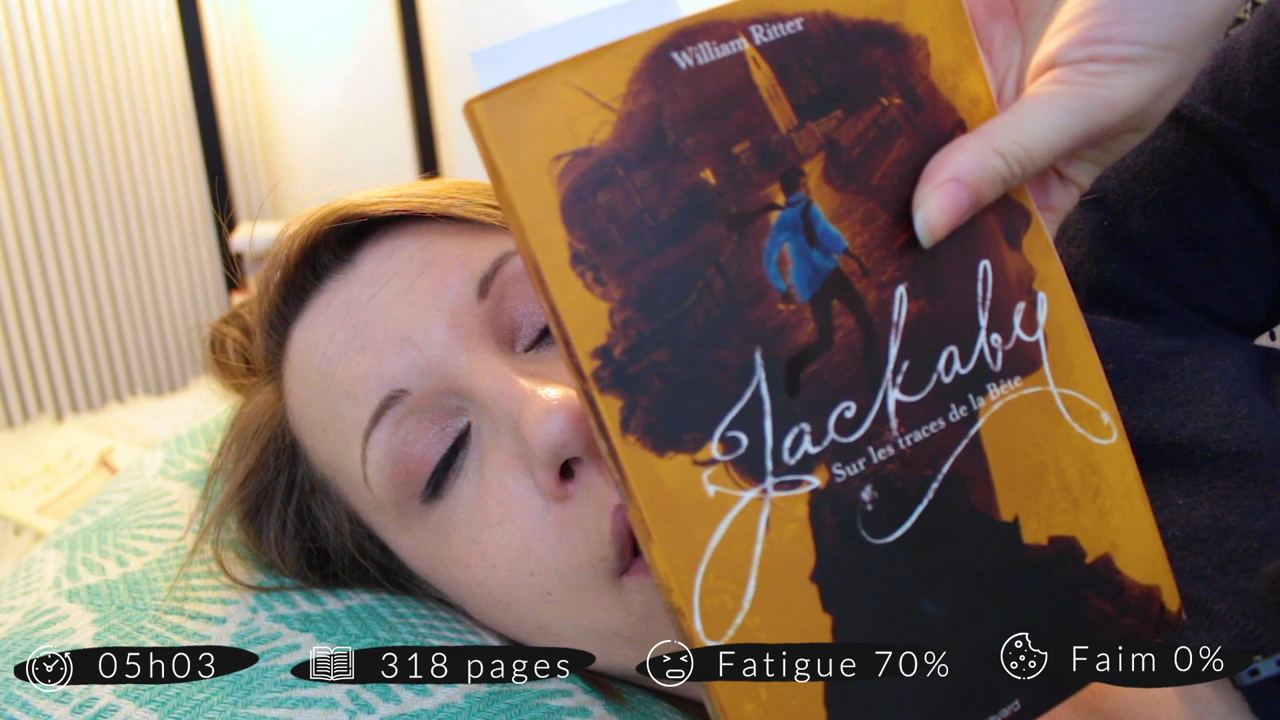 William Ritter
Jackaby
Sur les traces de la Bête
05h03
318 pages
Fatigue 70%
Faim 0%